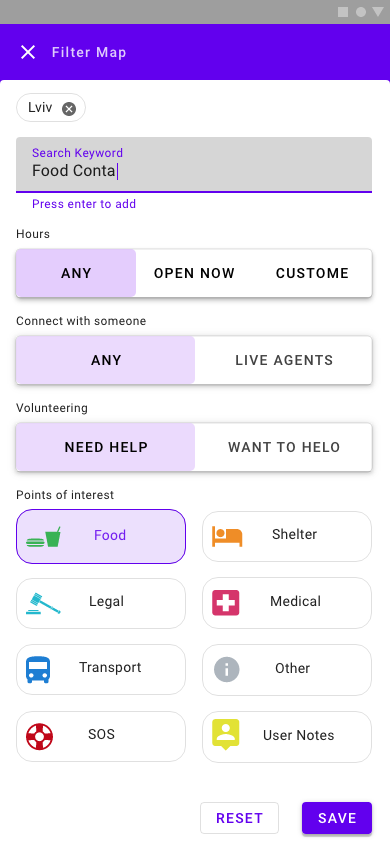 Filter Map
Lviv
Search Keyword
Food Conta
Press enter to add
Hours
ANY OPEN NOW CUSTOME
Connect with someone
ANY LIVE AGENTS
Volunteering
NEED HELP WANT TO HELO
Points of interest
Food Shelter
Legal Medical
Transport Other
SOS User Notes
RESET SAVE